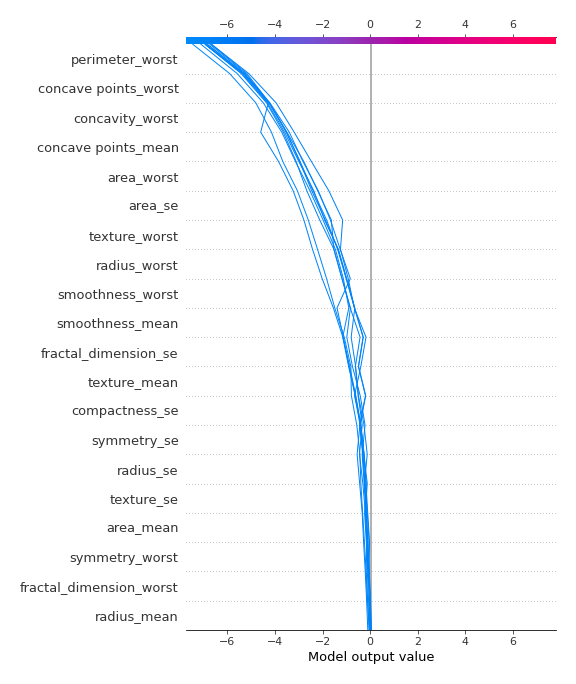 −6 −4 −2 0 2 4 6
perimeter_worst
concave points_worst
concavity_worst
concave points_mean
area_worst
area_se
texture_worst
radius_worst
smoothness_worst
smoothness_mean
fractal_dimension_se
texture_mean
compactness_se
symmetry_se
radius_se
texture_se
area_mean
symmetry_worst
fractal_dimension_worst
radius_mean
−6 −4 −2 0 2 4 6
Model output value